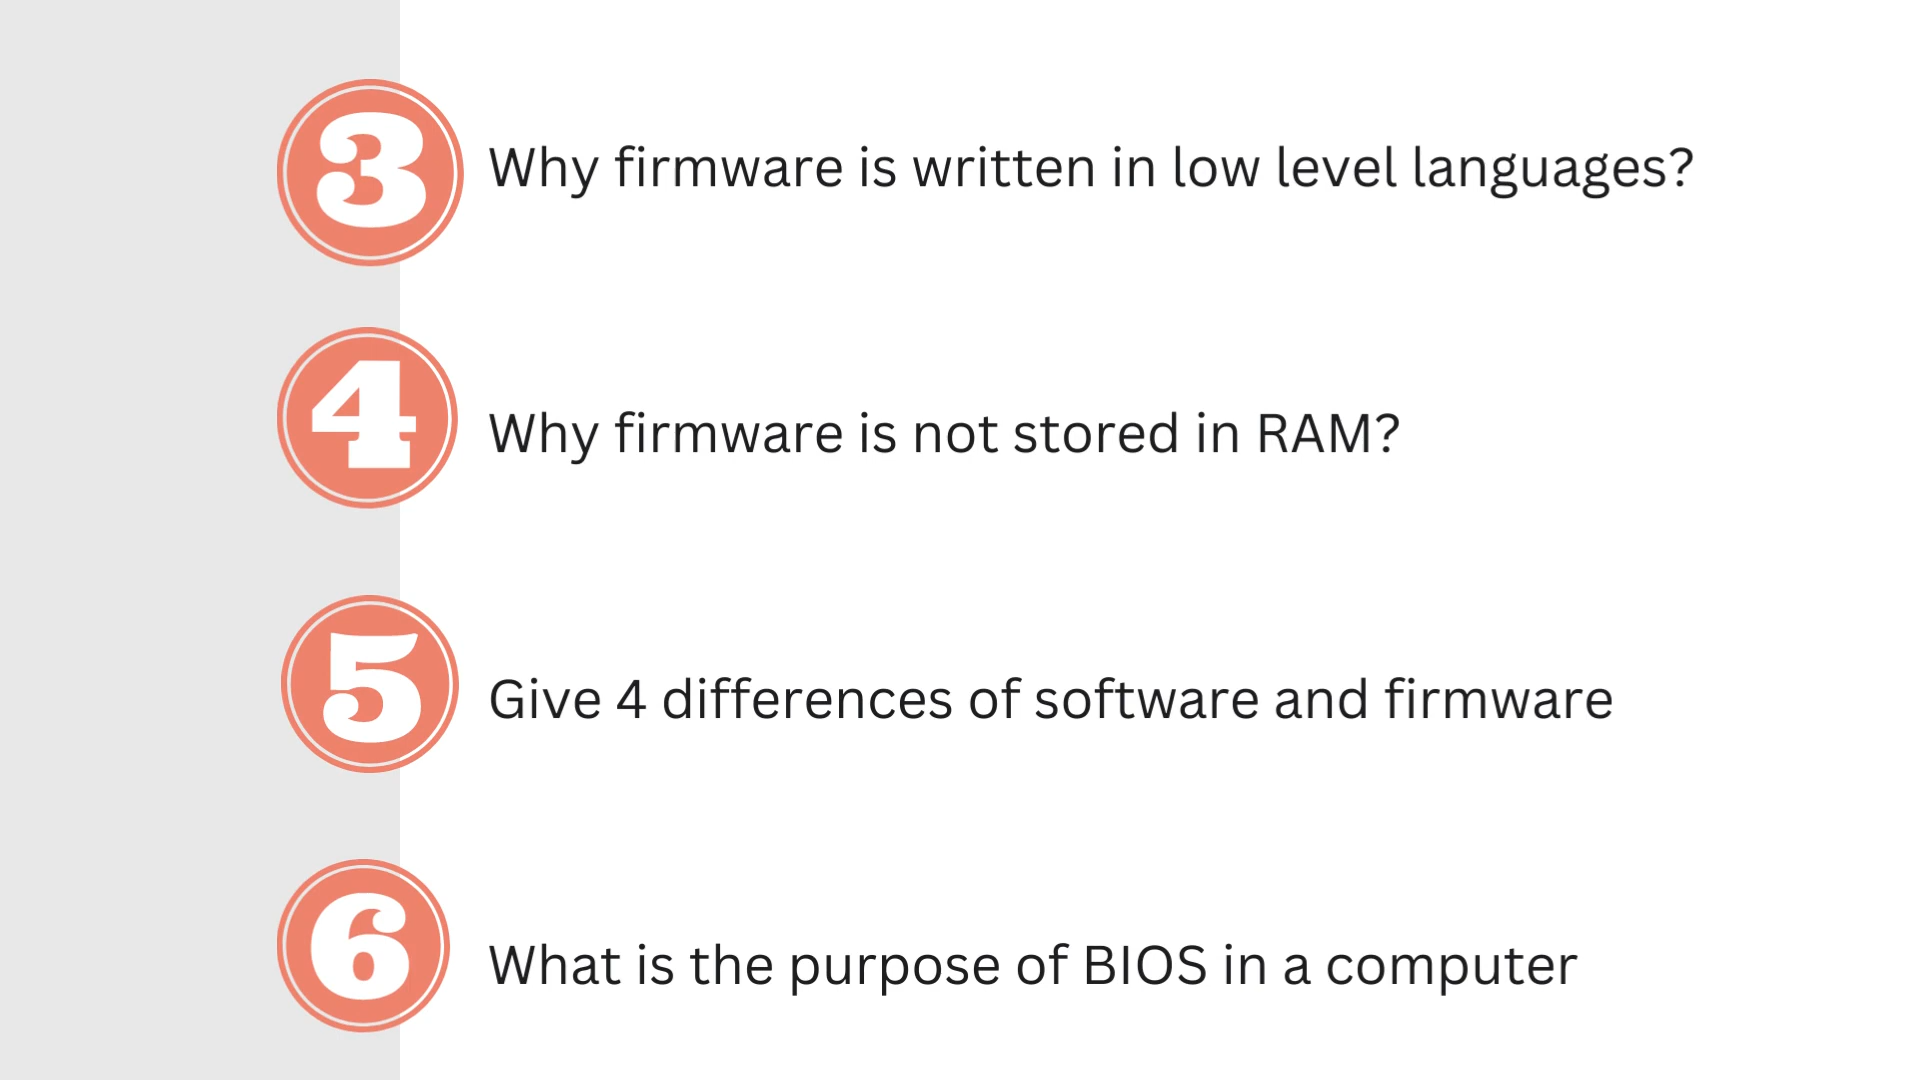 3 Why firmware is written in low level languages?
4 Why firmware is not stored in RAM?
5 Give 4 differences of software and firmware
6 What is the purpose of BIOS in a computer